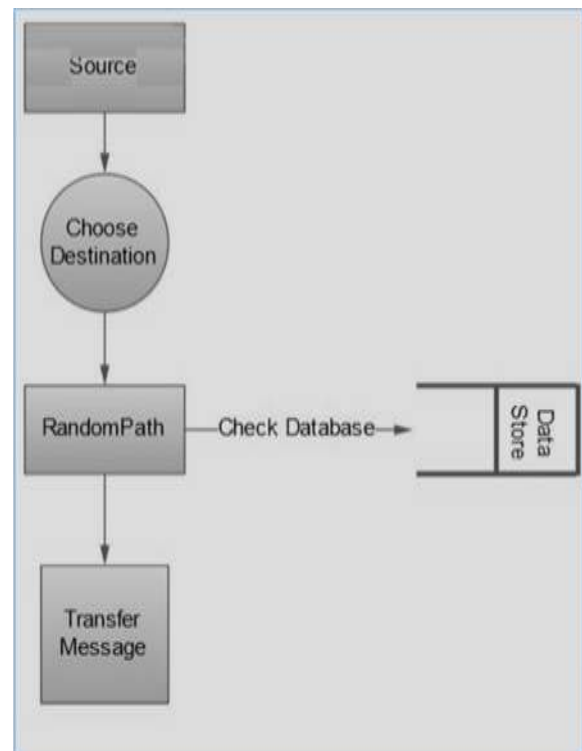 Source
Choose
Destination
RandomPath
Check Database
Data
Store
Transfer
Message